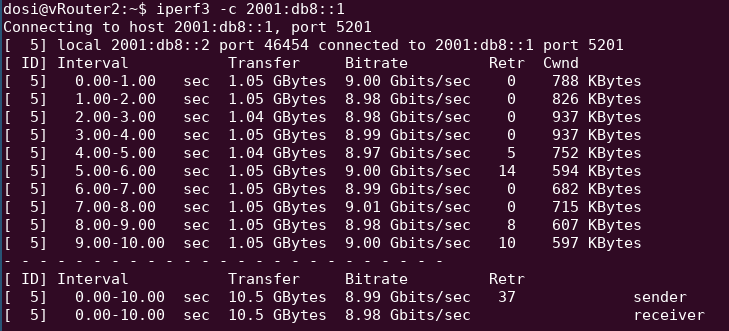 dosi@vRouter2:~$ iperf3 -c 2001:db8::1
Connecting to host 2001:db8::1, port 5201
[  5] local 2001:db8::2 port 46454 connected to 2001:db8::1 port 5201
[ ID] Interval           Transfer     Bitrate         Retr  Cwnd
[  5]   0.00-1.00   sec  1.05 GBytes  9.00 Gbits/sec    0    788 KBytes
[  5]   1.00-2.00   sec  1.05 GBytes  8.98 Gbits/sec    0    826 KBytes
[  5]   2.00-3.00   sec  1.04 GBytes  8.98 Gbits/sec    0    937 KBytes
[  5]   3.00-4.00   sec  1.05 GBytes  8.99 Gbits/sec    0    937 KBytes
[  5]   4.00-5.00   sec  1.04 GBytes  8.97 Gbits/sec    5    752 KBytes
[  5]   5.00-6.00   sec  1.05 GBytes  9.00 Gbits/sec   14    594 KBytes
[  5]   6.00-7.00   sec  1.05 GBytes  8.99 Gbits/sec    0    682 KBytes
[  5]   7.00-8.00   sec  1.05 GBytes  9.01 Gbits/sec    0    715 KBytes
[  5]   8.00-9.00   sec  1.05 GBytes  8.98 Gbits/sec    8    607 KBytes
[  5]   9.00-10.00  sec  1.05 GBytes  9.00 Gbits/sec   10    597 KBytes
- - - - - - - - - - - - - - - - - - - - - - - - -
[ ID] Interval           Transfer     Bitrate         Retr
[  5]   0.00-10.00  sec  10.5 GBytes  8.99 Gbits/sec   37             sender
[  5]   0.00-10.00  sec  10.5 GBytes  8.98 Gbits/sec                  receiver